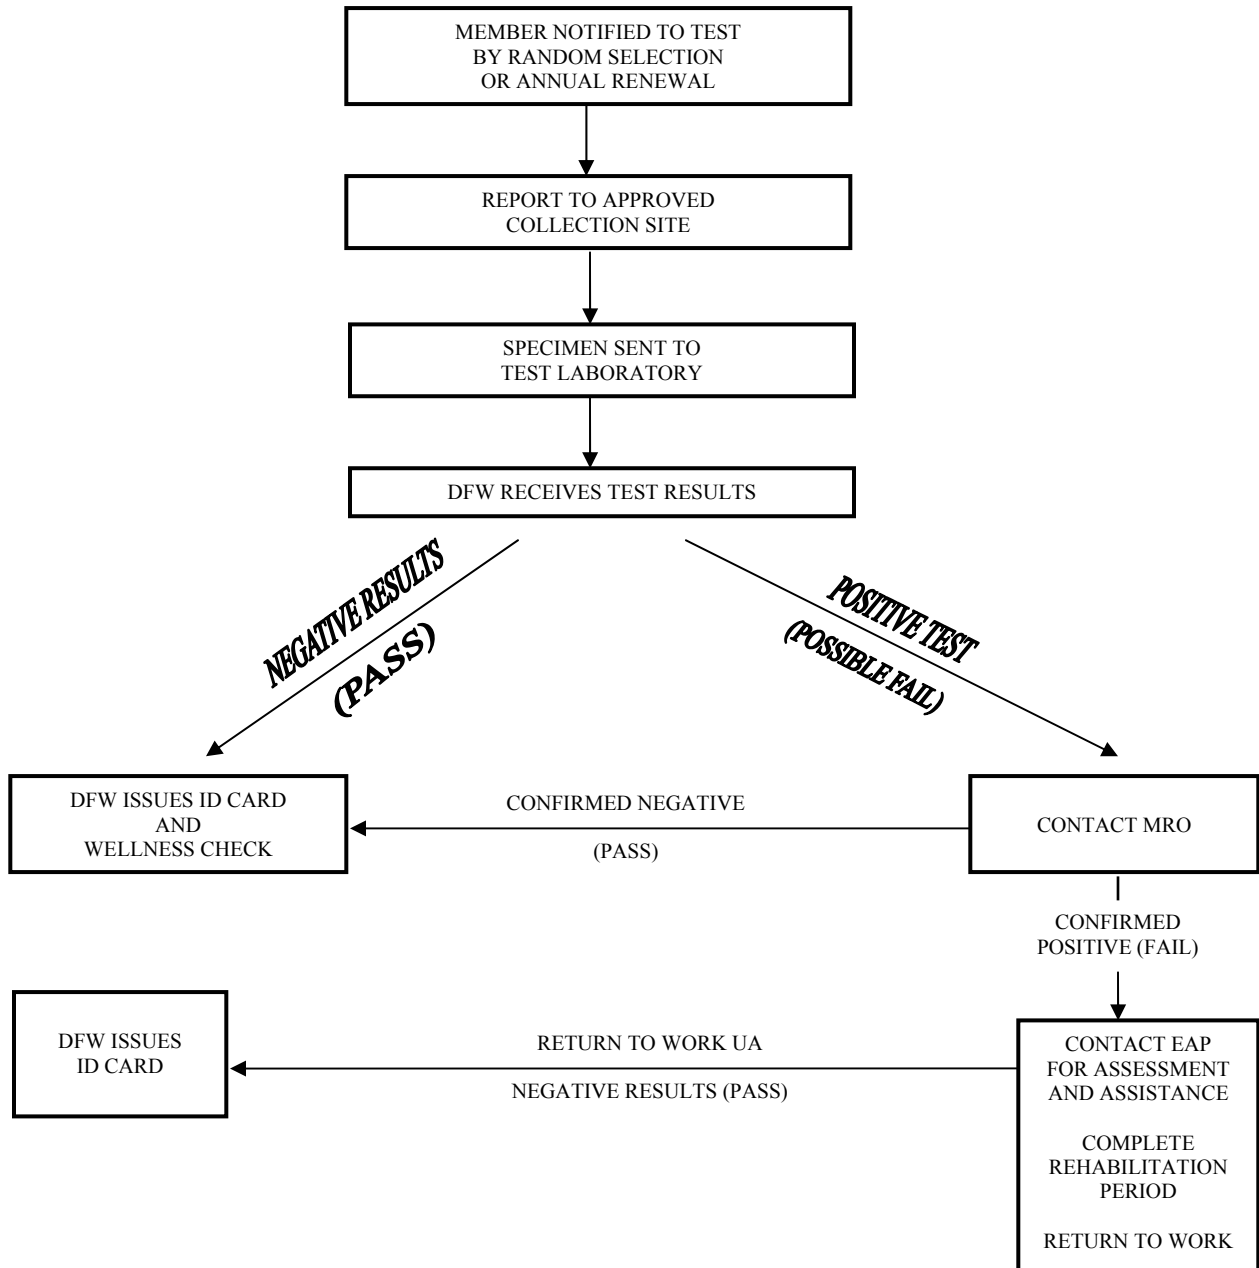 MEMBER NOTIFIED TO TEST
BY RANDOM SELECTION
OR ANNUAL RENEWAL
REPORT TO APPROVED
COLLECTION SITE
SPECIMEN SENT TO
TEST LABORATORY
DFW RECEIVES TEST RESULTS
NEGATIVE RESULTS
(PASS)
POSITIVE TEST
(POSSIBLE FAIL)
DFW ISSUES ID CARD
AND
WELLNESS CHECK
CONFIRMED NEGATIVE
(PASS)
CONTACT MRO
CONFIRMED
POSITIVE (FAIL)
DFW ISSUES
ID CARD
RETURN TO WORK UA
NEGATIVE RESULTS (PASS)
CONTACT EAP
FOR ASSESSMENT
AND ASSISTANCE
COMPLETE
REHABILITATION
PERIOD
RETURN TO WORK